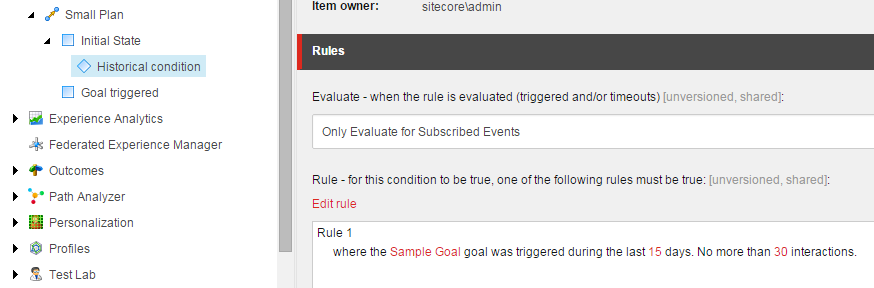 Small Plan
Initial State
Historical condition
Goal triggered
Experience Analytics
Federated Experience Manager
Outcomes
Path Analyzer
Personalization
Profiles
Test Lab
Item owner: sitecore\admin
Rules
Evaluate - when the rule is evaluated (triggered and/or timeouts) [unversioned, shared]:
Only Evaluate for Subscribed Events
Rule - for this condition to be true, one of the following rules must be true: [unversioned, shared]:
Edit rule
Rule 1
where the Sample Goal goal was triggered during the last 15 days. No more than 30 interactions.